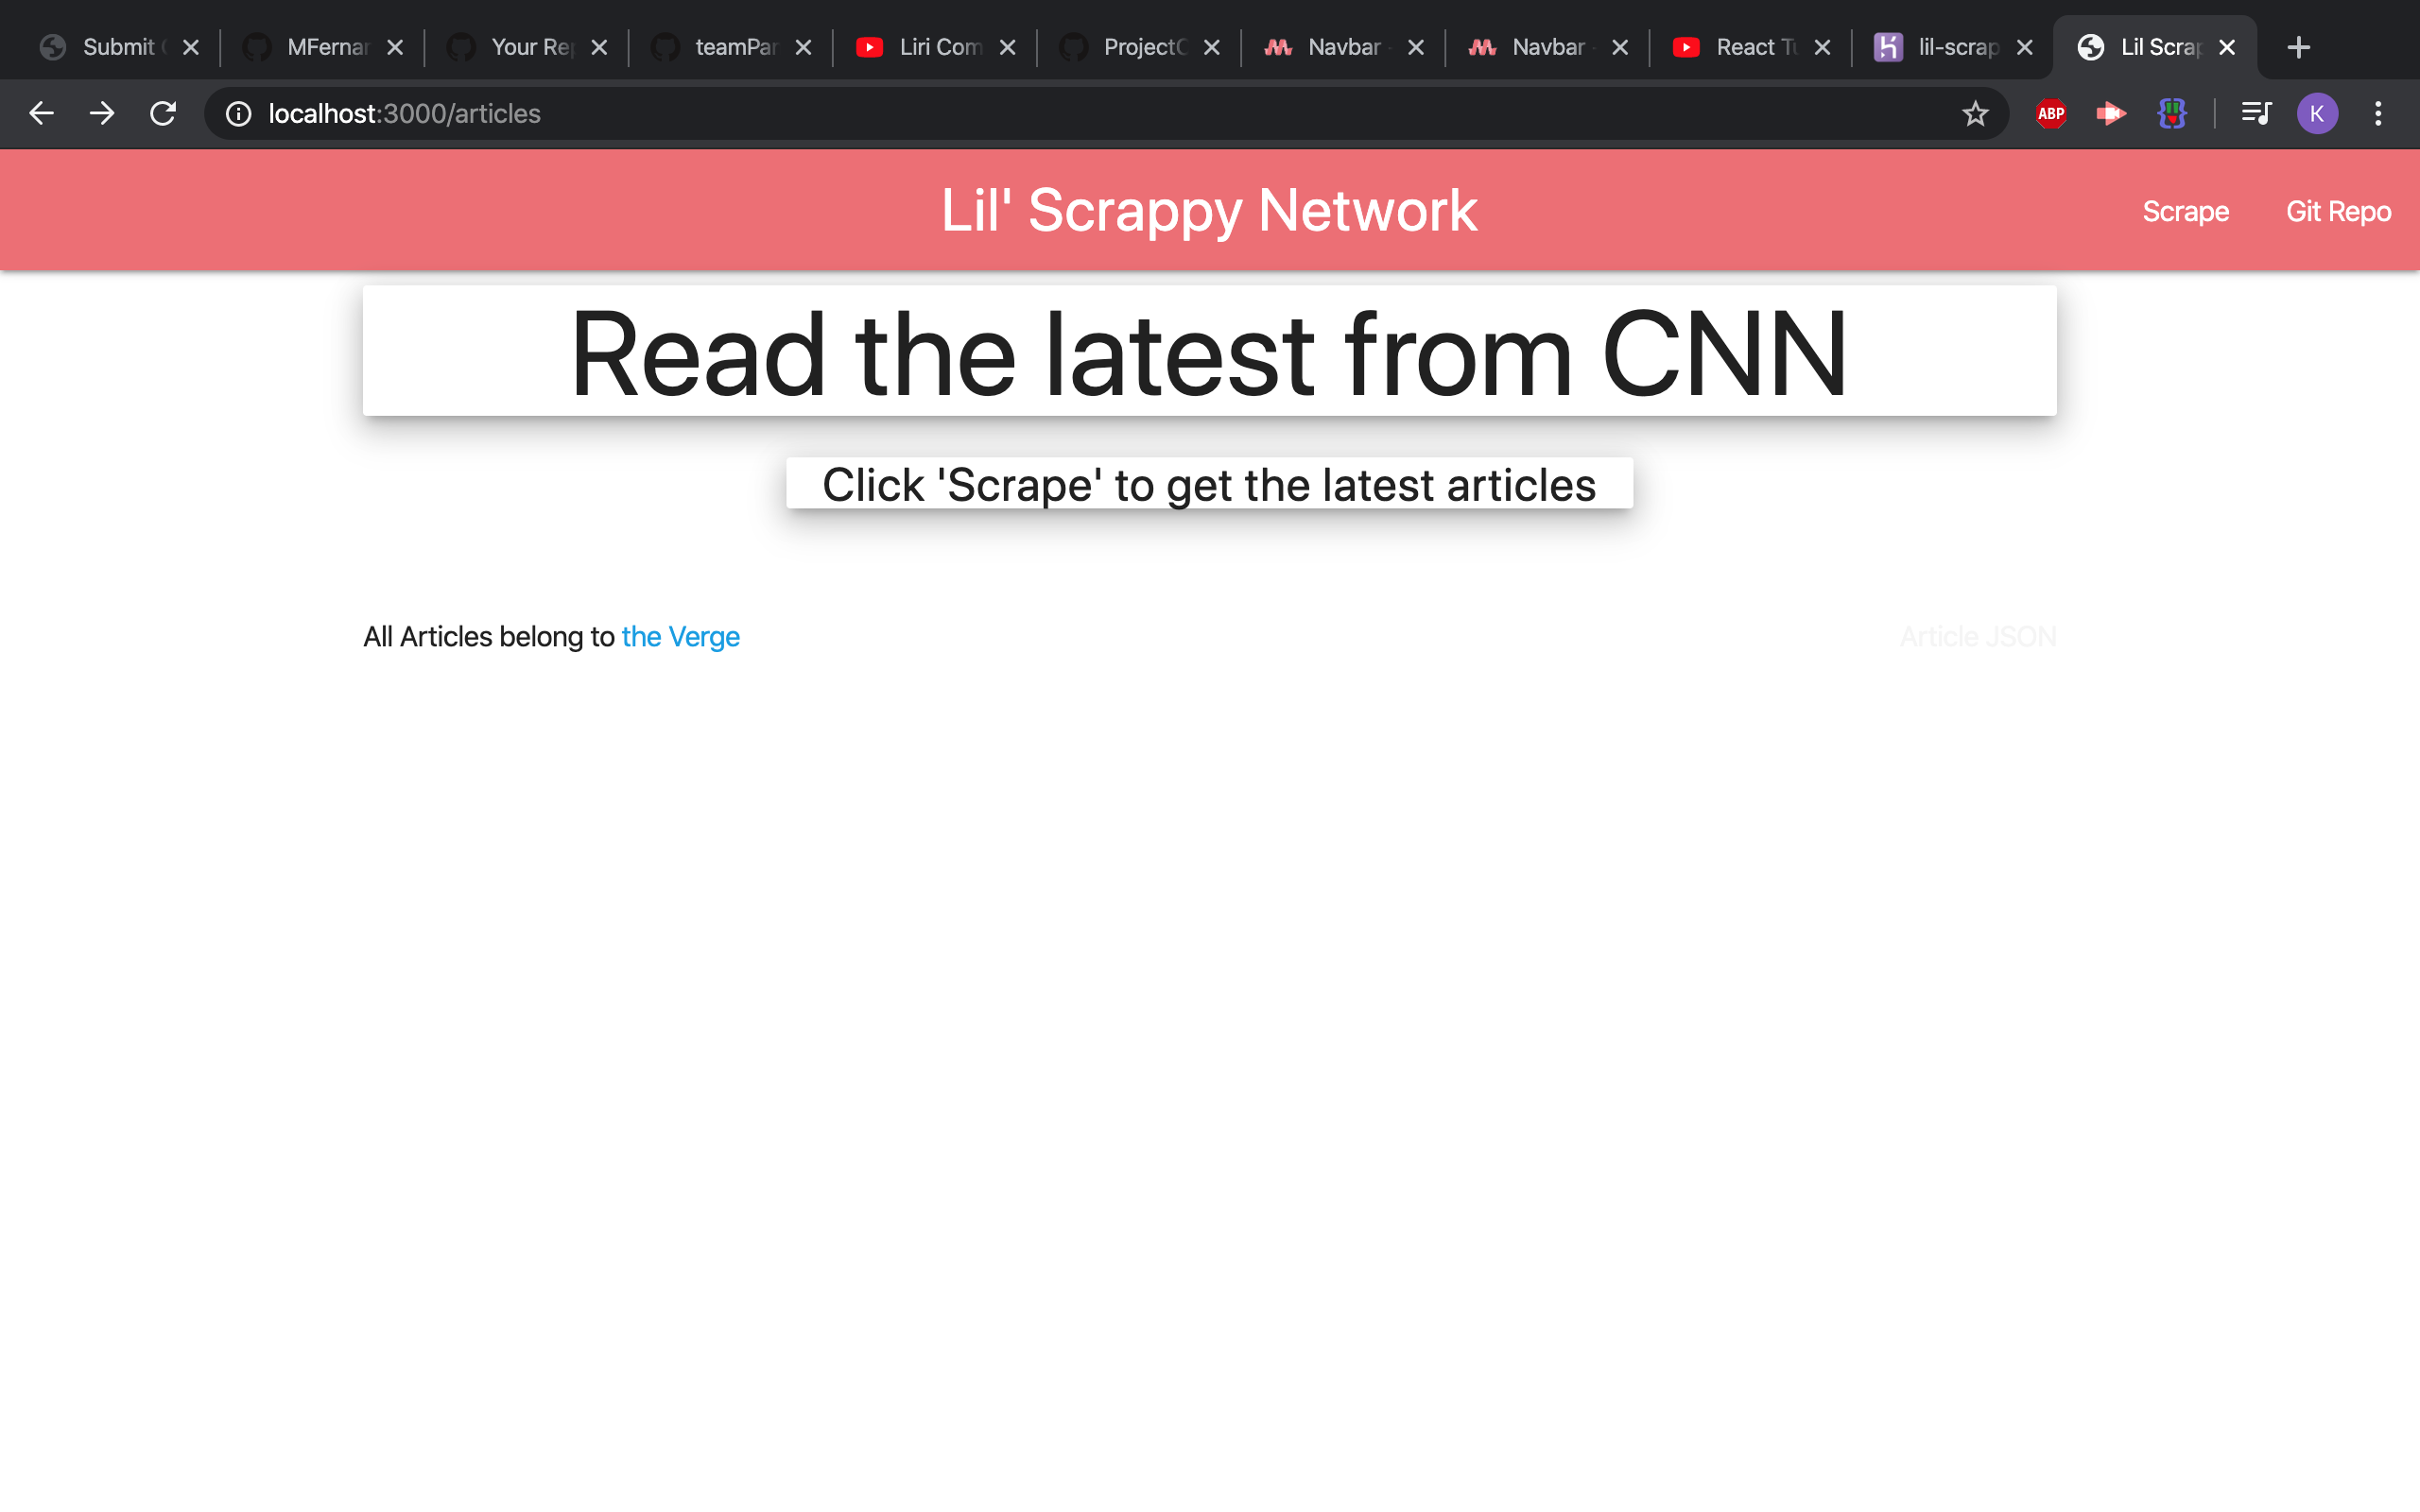 Submit
MFernar
Your Rep
teamPar
Liri Com
Project
Navbar -
Navbar -
React Tu
lil-scrap
Lil Scrap
localhost:3000/articles
ABP
K
Lil' Scrappy Network
Scrape
Git Repo
Read the latest from CNN
Click 'Scrape' to get the latest articles
All Articles belong to the Verge
Article JSON